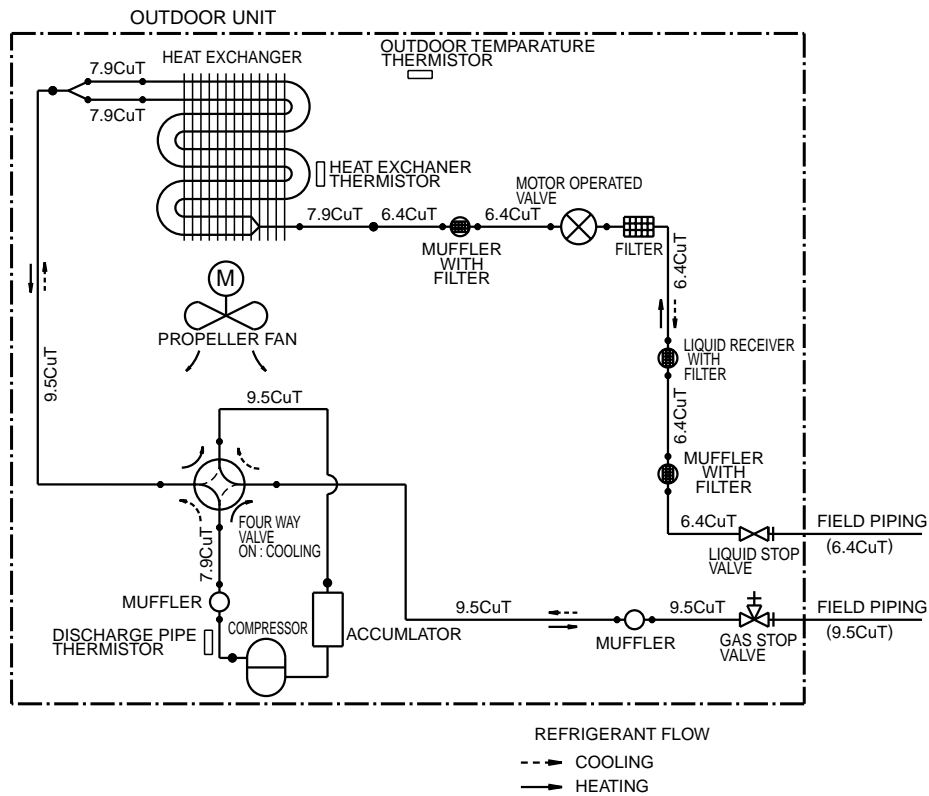 OUTDOOR UNIT
HEAT EXCHANGER
OUTDOOR TEMPARATURE
THERMISTOR
7.9CuT
7.9CuT
HEAT EXCHANER
THERMISTOR
MOTOR OPERATED
VALVE
7.9CuT
6.4CuT
6.4CuT
MUFFLER
WITH
FILTER
FILTER
6.4CuT
M
PROPELLER FAN
LIQUID RECEIVER
WITH
FILTER
9.5CuT
9.5CuT
6.4CuT
MUFFLER
WITH
FILTER
FOUR WAY
VALVE
ON : COOLING
7.9CuT
6.4CuT
LIQUID STOP
VALVE
FIELD PIPING
(6.4CuT)
MUFFLER
DISCHARGE PIPE
THERMISTOR
COMPRESSOR
ACCUMLATOR
9.5CuT
MUFFLER
9.5CuT
GAS STOP
VALVE
FIELD PIPING
(9.5CuT)
REFRIGERANT FLOW
COOLING
HEATING